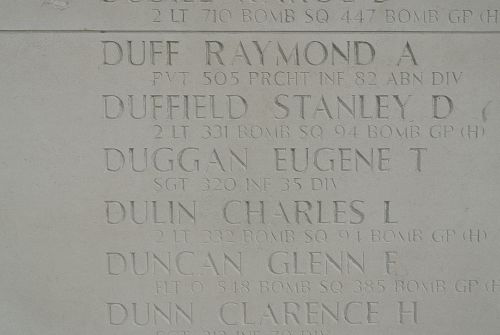 2 LT 710 BOMB SQ 447 BOMB GP (H
DUFF RAYMOND A
PVT 505 PRCHT INF 82 ABN DIV
DUFFIELD STANLEY D
2 LT 331 BOMB SQ 94 BOMB GP (H)
DUGGAN EUGENE T
SGT 320 INF 35 DIV
DULIN CHARLES L
2 LT 332 BOMB SQ 94 BOMB GP (H)
DUNCAN GLENN F
FLT O 548 BOMB SQ 385 BOMB GP (H
DUNN CLARENCE H